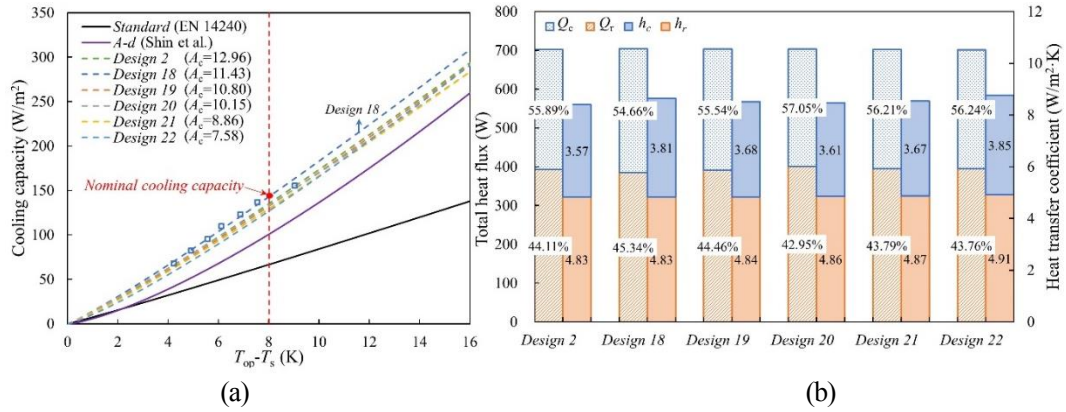 (a)
350
300
250
200
150
100
50
0
Cooling capacity (W/m²)
Standard (EN 14240)
A-d (Shin et al.)
Design 2 (Ac=12.96)
Design 18 (Ac=11.43)
Design 19 (Ac=10.80)
Design 20 (Ac=10.15)
Design 21 (Ac=8.86)
Design 22 (Ac=7.58)
Design 18
Nominal cooling capacity
0 2 4 6 8 10 12 14 16
Top-Ts (K)
(a)
(b)
Qc Qr hc hr
800
700
600
500
400
300
200
100
0
Total heat flux (W)
55.89% 54.66% 55.54% 57.05% 56.21% 56.24%
3.57 3.81 3.68 3.61 3.67 3.85
44.11% 45.34% 44.46% 42.95% 43.79% 43.76%
4.83 4.83 4.84 4.86 4.87 4.91
Design 2 Design 18 Design 19 Design 20 Design 21 Design 22
12
10
8
6
4
2
0
Heat transfer coefficient (W/m²·K)
(b)